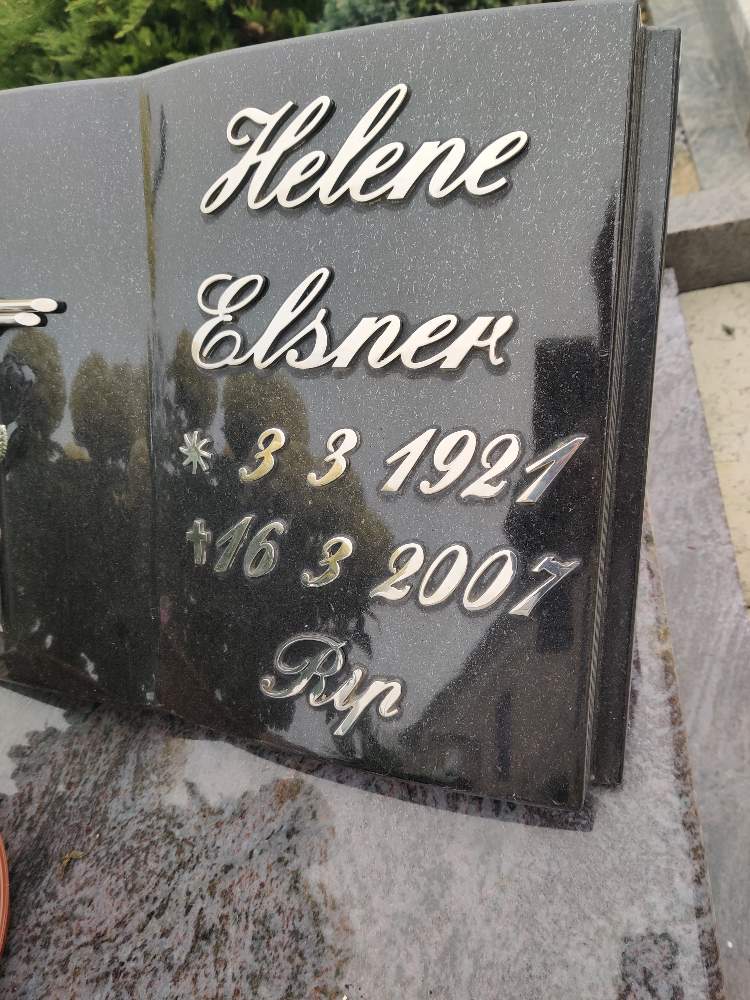 Helene
Elsner
* 3 3 1921
† 16 3 2007
Rip